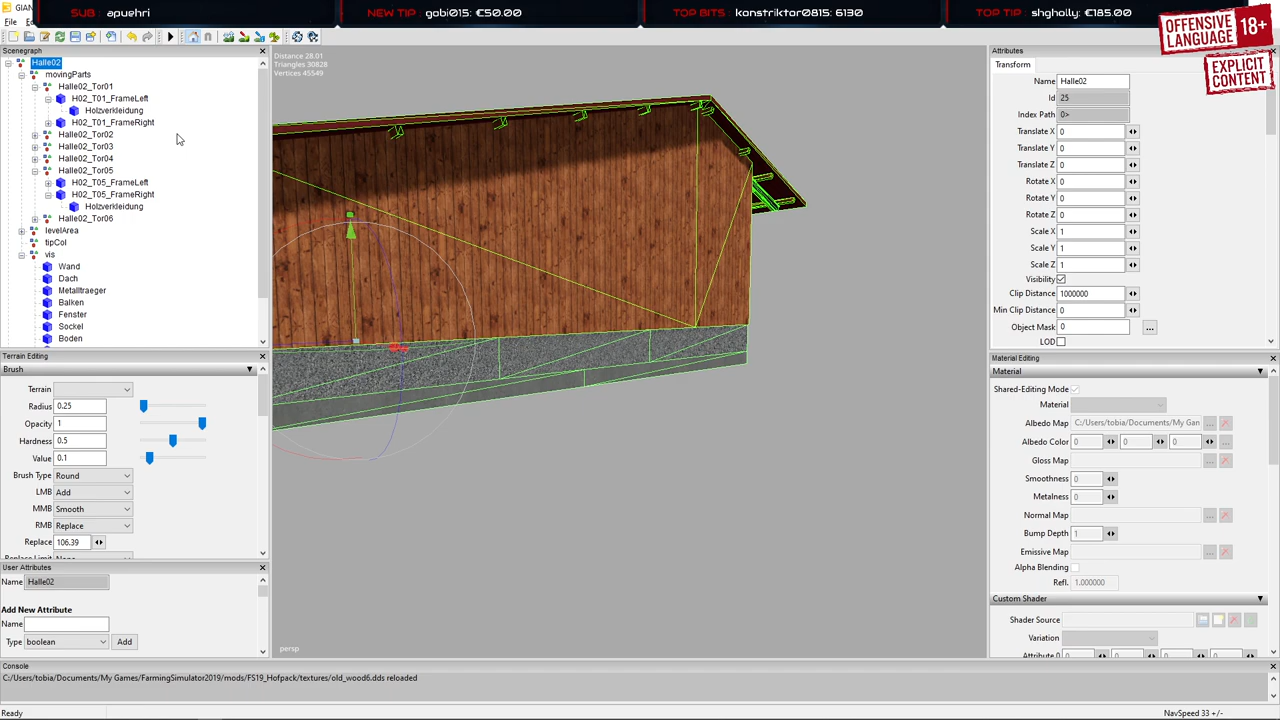 SUB : apuehri
NEW TIP : gobi015: €50.00
TOP BITS : konstriktor0815: 6130
TOP TIP : shgholly: €18.00
OFFENSIVE LANGUAGE 18+
EXPLICIT CONTENT
GIAN
File
Scenegraph
Halle02
movingParts
Halle02_Tor01
H02_T01_FrameLeft
Holzverkleidung
H02_T01_FrameRight
Halle02_Tor02
Halle02_Tor03
Halle02_Tor04
Halle02_Tor05
H02_T05_FrameLeft
H02_T05_FrameRight
Holzverkleidung
Halle02_Tor06
levelArea
tipCol
vis
Wand
Dach
Metalltraeger
Balken
Fenster
Sockel
Boden
Terrain Editing
Brush
Terrain
Radius 0.25
Opacity 1
Hardness 0.5
Value 0.1
Brush Type Round
LMB Add
MMB Smooth
RMB Replace
Replace 106.39
User Attributes
Name Halle02
Add New Attribute
Name
Type boolean Add
Distance 28.01
Triangles 30828
Vertices 45549
persp
Attributes
Transform
Name Halle02
Id 25
Index Path 0>
Translate X 0
Translate Y 0
Translate Z 0
Rotate X 0
Rotate Y 0
Rotate Z 0
Scale X 1
Scale Y 1
Scale Z 1
Visibility
Clip Distance 1000000
Min Clip Distance 0
Object Mask 0 ...
LOD
Material Editing
Material
Shared-Editing Mode
Material
Albedo Map C:/Users/tobia/Documents/My Gan ...
Albedo Color 0 0 0 ...
Gloss Map ...
Smoothness 0
Metalness 0
Normal Map ...
Bump Depth 1
Emissive Map ...
Alpha Blending
Refl. 1.000000
Custom Shader
Shader Source
Variation
Attribute 0
Console
C:/Users/tobia/Documents/My Games/FarmingSimulator2019/mods/FS19_Hofpack/textures/old_wood6.dds reloaded
Ready
NavSpeed 33 +/-